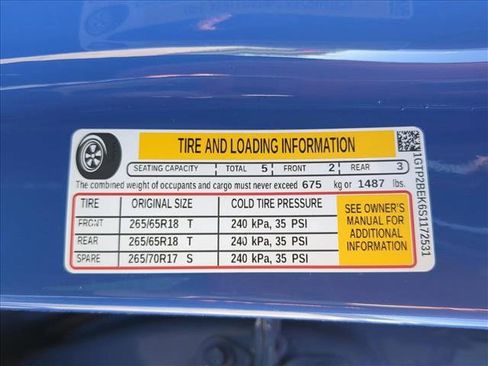 TIRE AND LOADING INFORMATION
SEATING CAPACITY TOTAL 5 FRONT 2 REAR 3
The combined weight of occupants and cargo must never exceed 675 kg or 1487 lbs.
TIRE ORIGINAL SIZE COLD TIRE PRESSURE
FRONT 265/65R18 T 240 kPa, 35 PSI
REAR 265/65R18 T 240 kPa, 35 PSI
SPARE 265/70R17 S 240 kPa, 35 PSI
SEE OWNER'S
MANUAL FOR
ADDITIONAL
INFORMATION
1GTP2BEK6S1172531